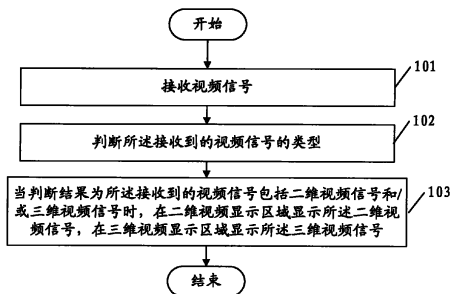 开始
接收视频信号
101
判断所述接收到的视频信号的类型
102
当判断结果为所述接收到的视频信号包括二维视频信号和/
或三维视频信号时，在二维视频显示区域显示所述二维视
频信号，在三维视频显示区域显示所述三维视频信号
103
结束